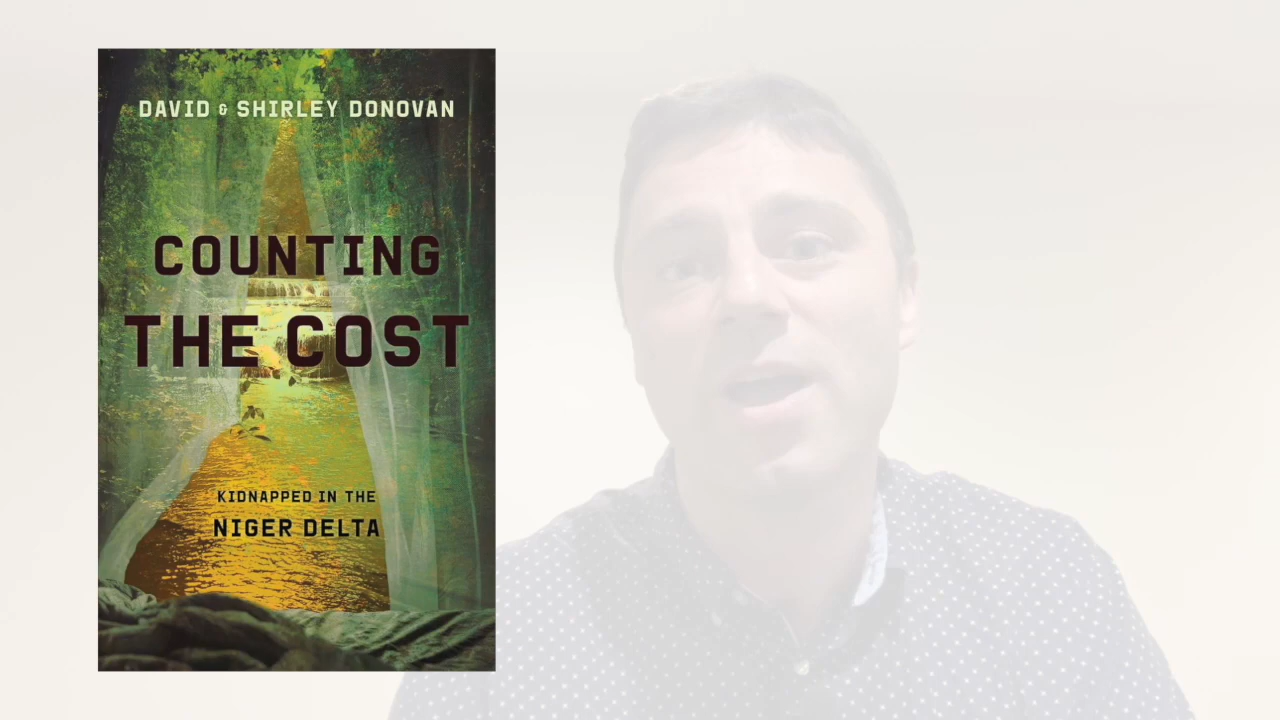 DAVID & SHIRLEY DONOVAN
COUNTING
THE COST
KIDNAPPED IN THE
NIGER DELTA